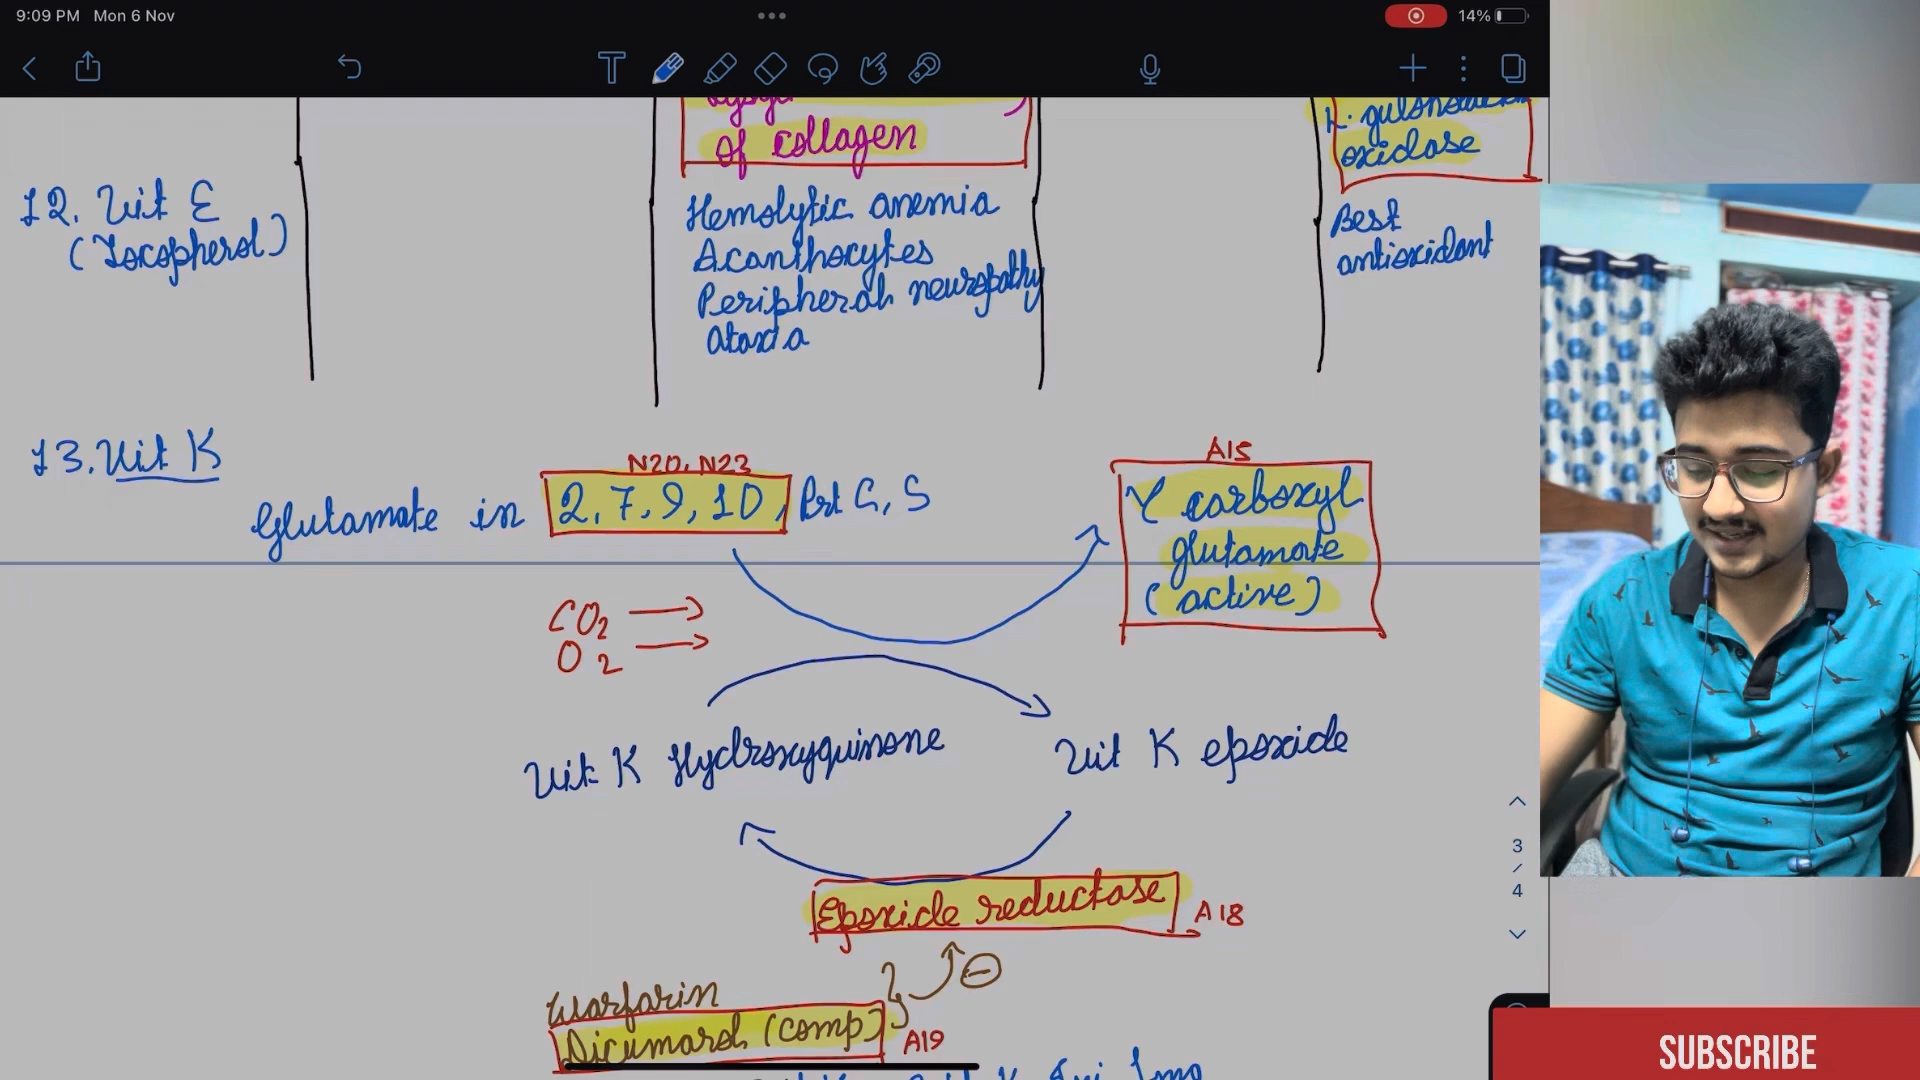 9:09 PM Mon 6 Nov
14%
of collagen
oxidase
12. Vit E
(Tocopherol)
Hemolytic anemia
Acanthocytes
Peripheral neuropathy
Ataxia
Best
antioxidant
13. Vit K
N20, N23
Glutamate in 2, 7, 9, 10, Prt C, S
A15
γ carboxyl
glutamate
(active)
CO2 →
O2 →
Vit K Hydroxyquinone
Vit K epoxide
Epoxide reductase A18
Warfarin
Dicumarol (comp) A19
3
/
4
SUBSCRIBE